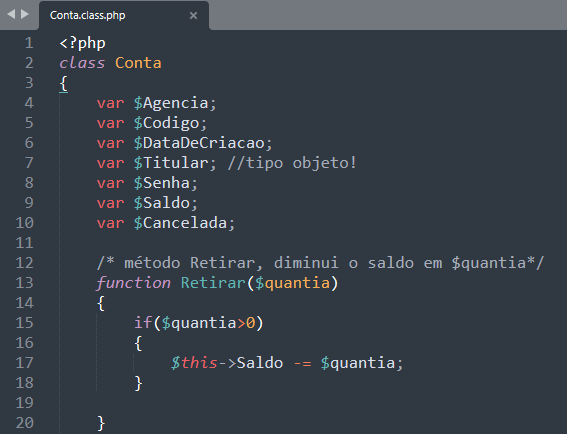 Conta.class.php
1 <?php
2 class Conta
3 {
4     var $Agencia;
5     var $Codigo;
6     var $DataDeCriacao;
7     var $Titular; //tipo objeto!
8     var $Senha;
9     var $Saldo;
10     var $Cancelada;
11
12     /* método Retirar, diminui o saldo em $quantia*/
13     function Retirar($quantia)
14     {
15         if($quantia>0)
16         {
17             $this->Saldo -= $quantia;
18         }
19
20     }